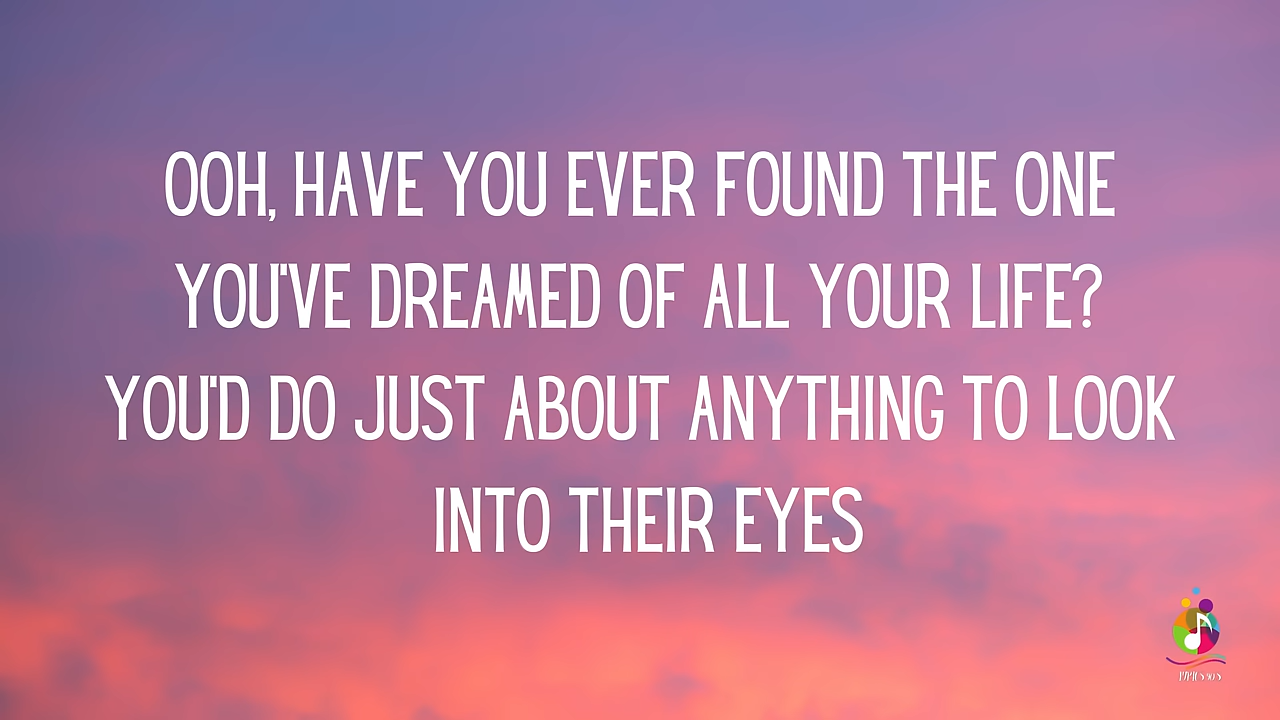 OOH, HAVE YOU EVER FOUND THE ONE
YOU'VE DREAMED OF ALL YOUR LIFE?
YOU'D DO JUST ABOUT ANYTHING TO LOOK
INTO THEIR EYES